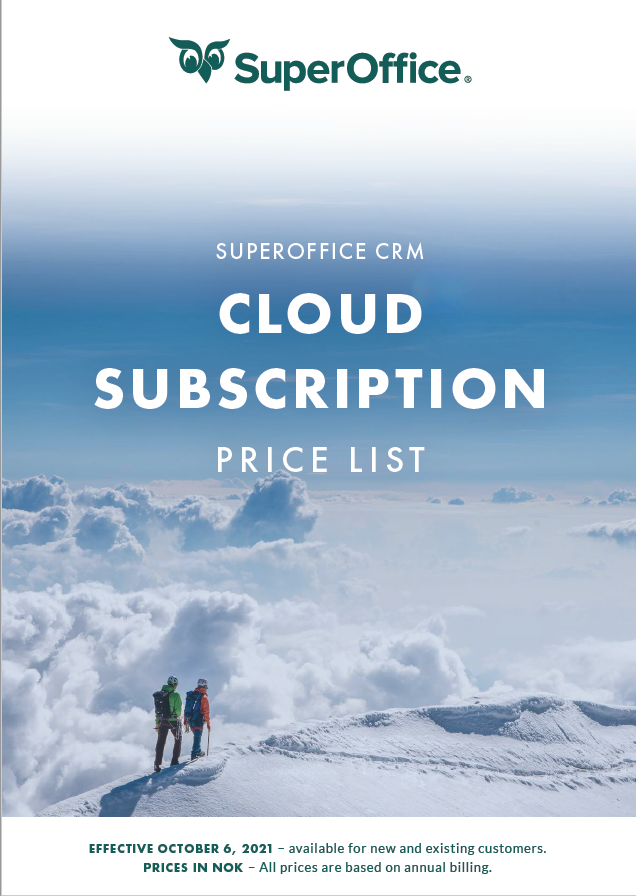 SuperOffice®
SUPEROFFICE CRM
CLOUD
SUBSCRIPTION
PRICE LIST
EFFECTIVE OCTOBER 6, 2021 – available for new and existing customers.
PRICES IN NOK – All prices are based on annual billing.